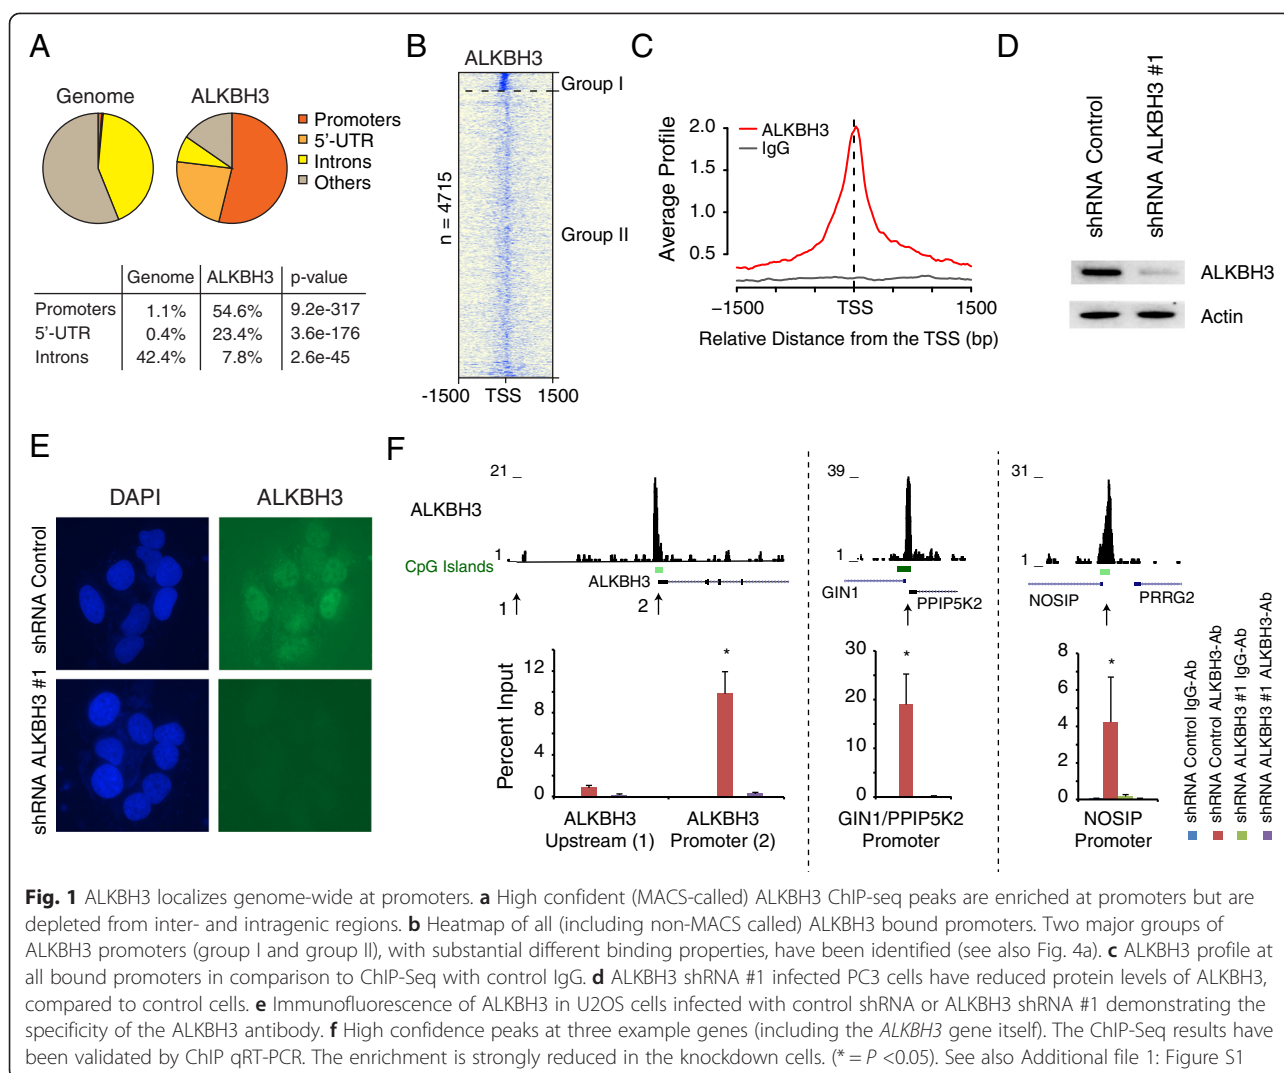 A
Genome
ALKBH3
Promoters
5'-UTR
Introns
Others
Genome ALKBH3 p-value
Promoters 1.1% 54.6% 9.2e-317
5'-UTR 0.4% 23.4% 3.6e-176
Introns 42.4% 7.8% 2.6e-45
B
ALKBH3
Group I
Group II
n = 4715
-1500 TSS 1500
C
ALKBH3
IgG
Average Profile
2.0
1.5
1.0
0.5
−1500 TSS 1500
Relative Distance from the TSS (bp)
D
shRNA Control
shRNA ALKBH3 #1
ALKBH3
Actin
E
DAPI ALKBH3
shRNA Control
shRNA ALKBH3 #1
F
ALKBH3
21
1
CpG Islands
ALKBH3
1
2
39
1
GIN1
PPIP5K2
31
1
NOSIP
PRRG2
Percent Input
12
8
4
0
ALKBH3
Upstream (1)
ALKBH3
Promoter (2)
*
30
20
10
0
*
GIN1/PPIP5K2
Promoter
8
6
4
2
0
*
NOSIP
Promoter
shRNA Control IgG-Ab
shRNA Control ALKBH3-Ab
shRNA ALKBH3 #1 IgG-Ab
shRNA ALKBH3 #1 ALKBH3-Ab
Fig. 1 ALKBH3 localizes genome-wide at promoters. a High confident (MACS-called) ALKBH3 ChIP-seq peaks are enriched at promoters but are
depleted from inter- and intragenic regions. b Heatmap of all (including non-MACS called) ALKBH3 bound promoters. Two major groups of
ALKBH3 promoters (group I and group II), with substantial different binding properties, have been identified (see also Fig. 4a). c ALKBH3 profile at
all bound promoters in comparison to ChIP-Seq with control IgG. d ALKBH3 shRNA #1 infected PC3 cells have reduced protein levels of ALKBH3,
compared to control cells. e Immunofluorescence of ALKBH3 in U2OS cells infected with control shRNA or ALKBH3 shRNA #1 demonstrating the
specificity of the ALKBH3 antibody. f High confidence peaks at three example genes (including the ALKBH3 gene itself). The ChIP-Seq results have
been validated by ChIP qRT-PCR. The enrichment is strongly reduced in the knockdown cells. (* = P <0.05). See also Additional file 1: Figure S1